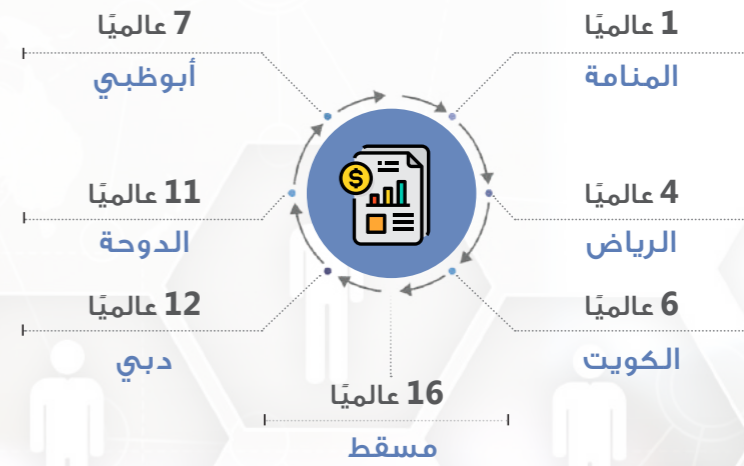 1 عالميًا
المنامة
4 عالميًا
الرياض
6 عالميًا
الكويت
7 عالميًا
أبوظبي
11 عالميًا
الدوحة
12 عالميًا
دبي
16 عالميًا
مسقط
$